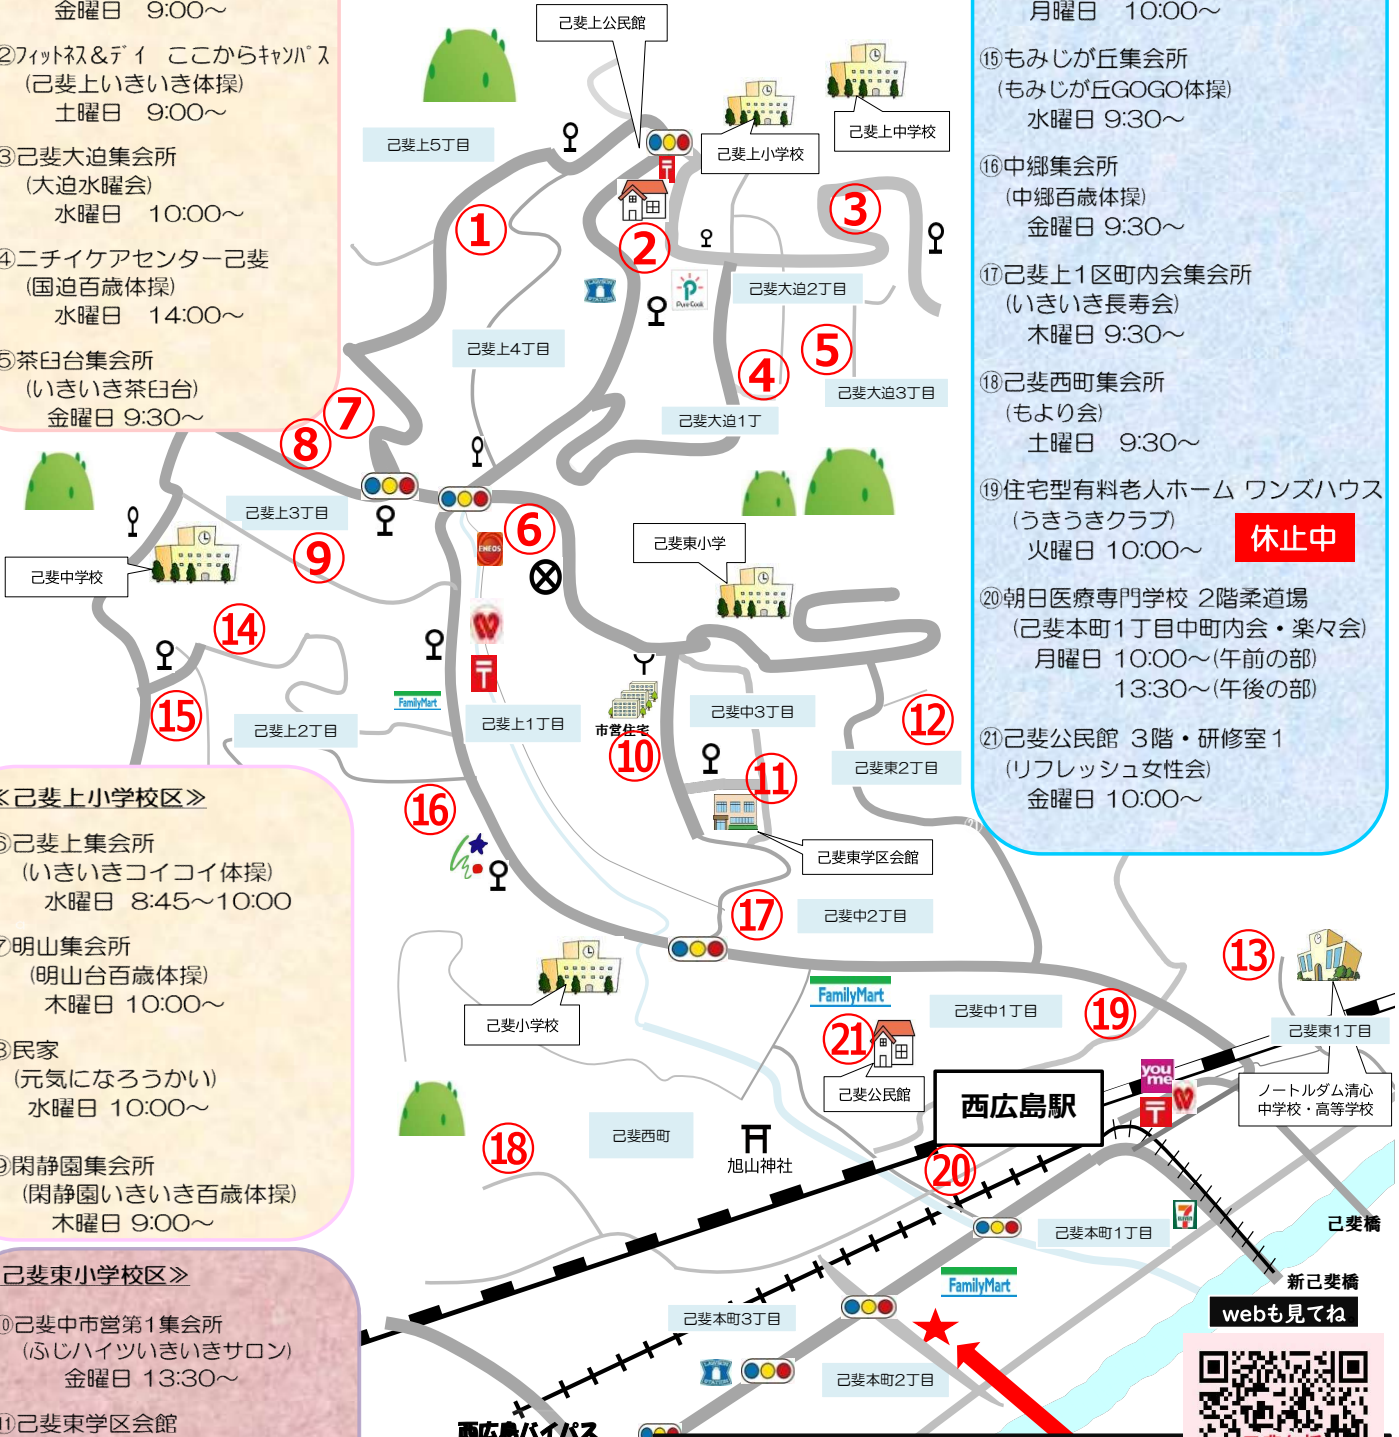 金曜日 9:00～
②フィットネス&デイ ここからキャンパス
(己斐上いきいき体操)
土曜日 9:00～
③己斐大迫集会所
(大迫水曜会)
水曜日 10:00～
④ニチイケアセンター己斐
(国迫百歳体操)
水曜日 14:00～
⑤茶臼台集会所
(いきいき茶臼台)
金曜日 9:30～
≪己斐上小学校区≫
⑥己斐上集会所
(いきいきコイコイ体操)
水曜日 8:45～10:00
⑦明山集会所
(明山台百歳体操)
木曜日 10:00～
⑧民家
(元気になろうかい)
水曜日 10:00～
⑨閑静園集会所
(閑静園いきいき百歳体操)
木曜日 9:00～
己斐東小学校区≫
⑩己斐中市営第1集会所
(ふじハイツいきいきサロン)
金曜日 13:30～
⑪己斐東学区会館
己斐上公民館
己斐上中学校
己斐上小学校
己斐上5丁目
①
②
③
己斐大迫2丁目
LAWSON STATION
Pure Cook
己斐上4丁目
④
⑤
己斐大迫3丁目
己斐大迫1丁
⑦
⑧
己斐上3丁目
⑥
ENEOS
⑨
己斐東小学
己斐中学校
⑭
⑮
己斐上2丁目
FamilyMart
己斐上1丁目
市営住宅
⑩
己斐中3丁目
⑫
己斐東2丁目
⑪
己斐東学区会館
⑯
⑰
己斐中2丁目
己斐小学校
FamilyMart
己斐中1丁目
⑬
⑲
㉑
己斐公民館
己斐東1丁目
you me
ノートルダム清心
中学校・高等学校
西広島駅
己斐西町
⑱
旭山神社
⑳
己斐本町1丁目
己斐橋
新己斐橋
FamilyMart
己斐本町3丁目
己斐本町2丁目
LAWSON STATION
西広島バイパス
webも見てね
月曜日 10:00～
⑮もみじが丘集会所
(もみじが丘GOGO体操)
水曜日 9:30～
⑯中郷集会所
(中郷百歳体操)
金曜日 9:30～
⑰己斐上1区町内会集会所
(いきいき長寿会)
木曜日 9:30～
⑱己斐西町集会所
(もより会)
土曜日 9:30～
⑲住宅型有料老人ホーム ワンズハウス
(うきうきクラブ)
火曜日 10:00～
休止中
⑳朝日医療専門学校 2階柔道場
(己斐本町1丁目中町内会・楽々会)
月曜日 10:00～(午前の部)
13:30～(午後の部)
㉑己斐公民館 3階・研修室1
(リフレッシュ女性会)
金曜日 10:00～